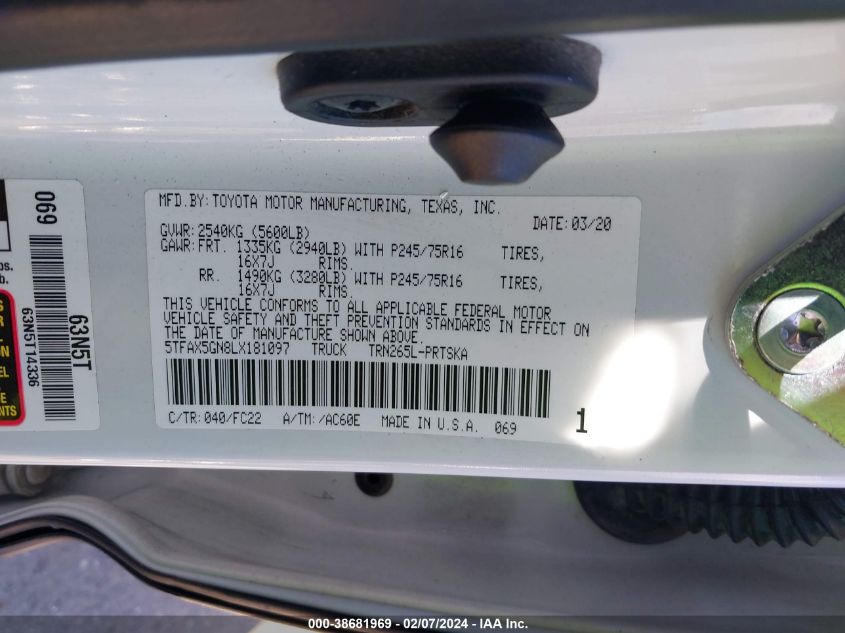 MFD.BY:TOYOTA MOTOR MANUFACTURING, TEXAS, INC.
DATE:03/20
GVWR:2540KG (5600LB)
GAWR:FRT. 1335KG (2940LB) WITH P245/75R16 TIRES,
16X7J RIMS.
RR. 1490KG (3280LB) WITH P245/75R16 TIRES,
16X7J RIMS.
THIS VEHICLE CONFORMS TO ALL APPLICABLE FEDERAL MOTOR
VEHICLE SAFETY AND THEFT PREVENTION STANDARDS IN EFFECT ON
THE DATE OF MANUFACTURE SHOWN ABOVE.
5TFAX5GN8LX181097 TRUCK TRN265L-PRTSKA
C/TR:040/FC22 A/TM:/AC60E MADE IN U.S.A. 069
1
069
63N5T
63N5T14336
bs.
b.
S
R
ON
EL
E
NTS
000-38681969 - 02/07/2024 - IAA Inc.